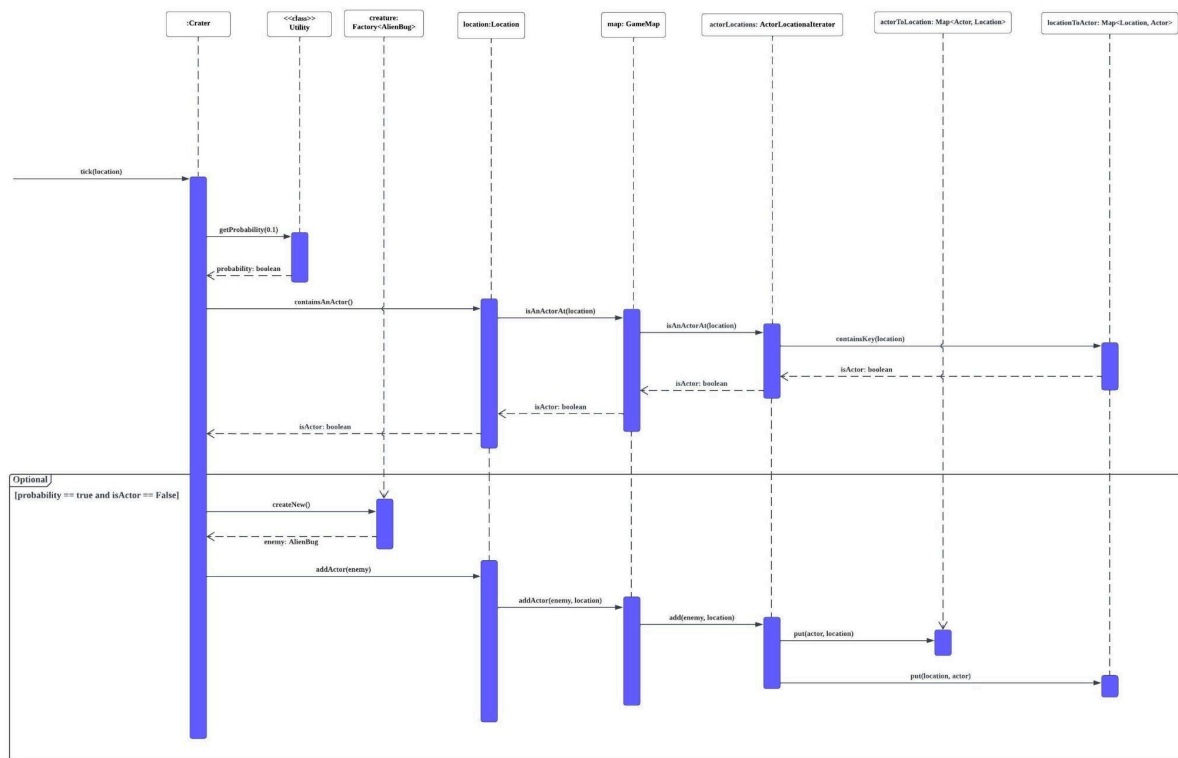 :Crater
<<class>>
Utility
creature:
Factory<AlienBug>
location:Location
map: GameMap
actorLocations: ActorLocationaIterator
actorToLocation: Map<Actor, Location>
locationToActor: Map<Location, Actor>
tick(location)
getProbability(0.1)
probability: boolean
containsAnActor()
isAnActorAt(location)
isAnActorAt(location)
containsKey(location)
isActor: boolean
isActor: boolean
isActor: boolean
isActor: boolean
Optional
[probability == true and isActor == False]
createNew()
enemy: AlienBug
addActor(enemy)
addActor(enemy, location)
add(enemy, location)
put(actor, location)
put(location, actor)